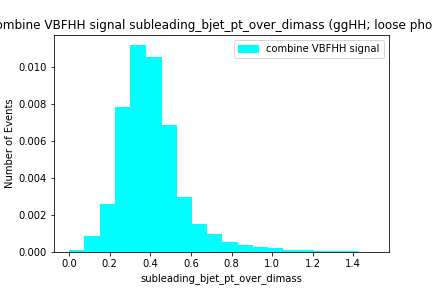 ombine VBFHH signal subleading_bjet_pt_over_dimass (ggHH; loose pho
combine VBFHH signal
Number of Events
0.010
0.008
0.006
0.004
0.002
0.000
0.0 0.2 0.4 0.6 0.8 1.0 1.2 1.4
subleading_bjet_pt_over_dimass